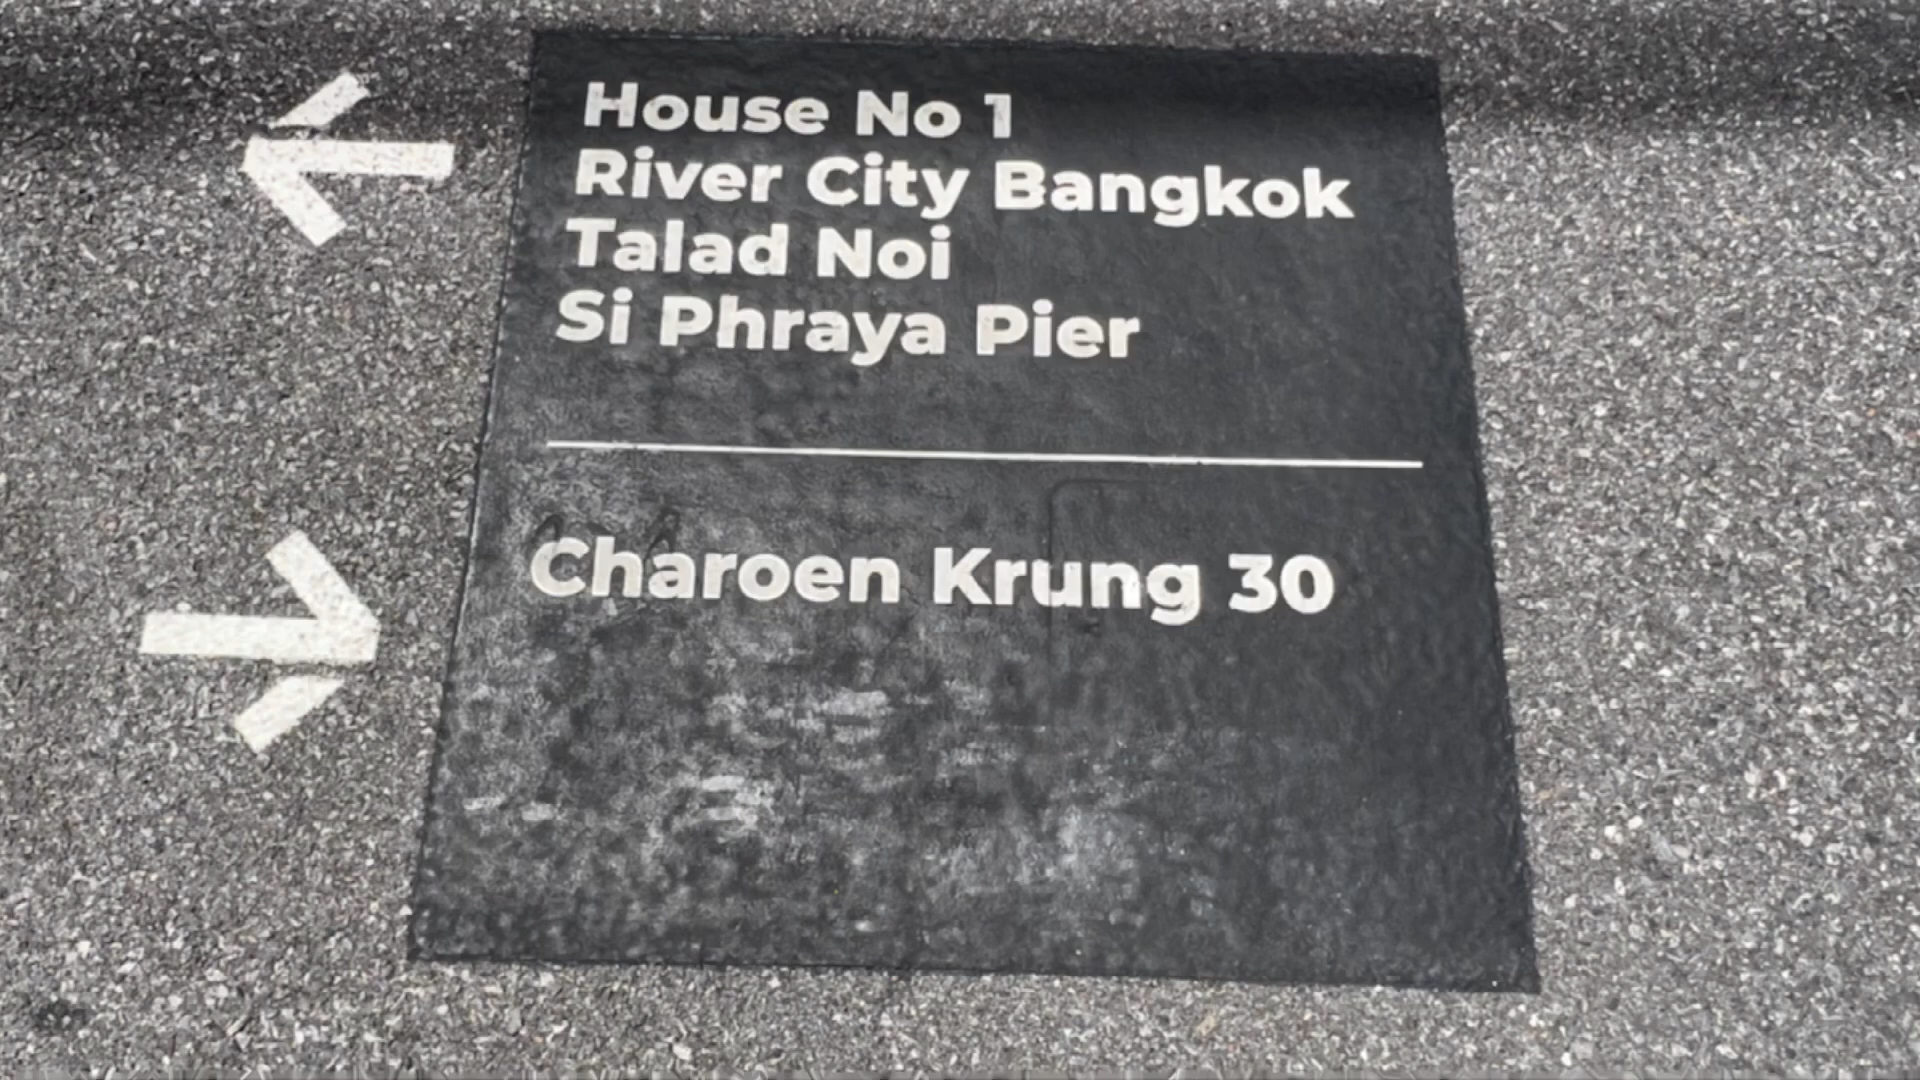 House No 1
River City Bangkok
Talad Noi
Si Phraya Pier
Charoen Krung 30